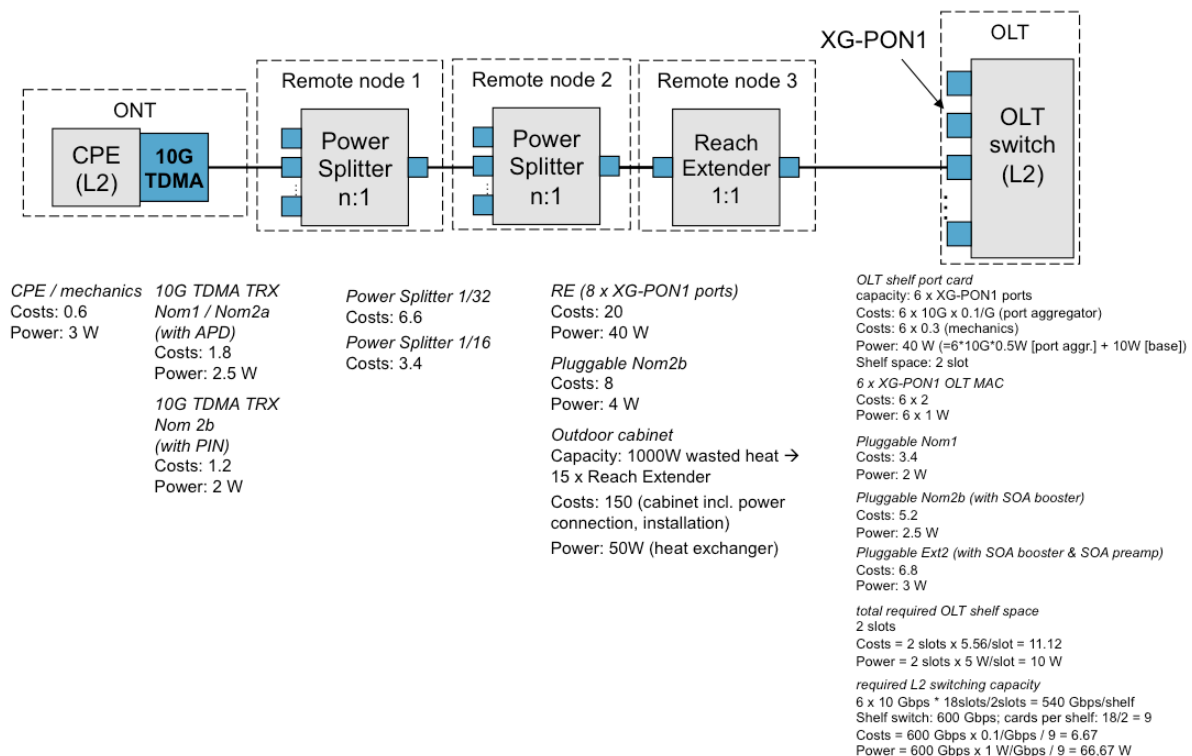 XG-PON1
OLT
Remote node 1
Remote node 2
Remote node 3
ONT
CPE
(L2)
10G
TDMA
Power
Splitter
n:1
Power
Splitter
n:1
Reach
Extender
1:1
OLT
switch
(L2)
CPE / mechanics
Costs: 0.6
Power: 3 W
10G TDMA TRX
Nom1 / Nom2a
(with APD)
Costs: 1.8
Power: 2.5 W
10G TDMA TRX
Nom 2b
(with PIN)
Costs: 1.2
Power: 2 W
Power Splitter 1/32
Costs: 6.6
Power Splitter 1/16
Costs: 3.4
RE (8 x XG-PON1 ports)
Costs: 20
Power: 40 W
Pluggable Nom2b
Costs: 8
Power: 4 W
Outdoor cabinet
Capacity: 1000W wasted heat →
15 x Reach Extender
Costs: 150 (cabinet incl. power
connection, installation)
Power: 50W (heat exchanger)
OLT shelf port card
capacity: 6 x XG-PON1 ports
Costs: 6 x 10G x 0.1/G (port aggregator)
Costs: 6 x 0.3 (mechanics)
Power: 40 W (=6*10G*0.5W [port aggr.] + 10W [base])
Shelf space: 2 slot
6 x XG-PON1 OLT MAC
Costs: 6 x 2
Power: 6 x 1 W
Pluggable Nom1
Costs: 3.4
Power: 2 W
Pluggable Nom2b (with SOA booster)
Costs: 5.2
Power: 2.5 W
Pluggable Ext2 (with SOA booster & SOA preamp)
Costs: 6.8
Power: 3 W
total required OLT shelf space
2 slots
Costs = 2 slots x 5.56/slot = 11.12
Power = 2 slots x 5 W/slot = 10 W
required L2 switching capacity
6 x 10 Gbps * 18slots/2slots = 540 Gbps/shelf
Shelf switch: 600 Gbps; cards per shelf: 18/2 = 9
Costs = 600 Gbps x 0.1/Gbps / 9 = 6.67
Power = 600 Gbps x 1 W/Gbps / 9 = 66.67 W